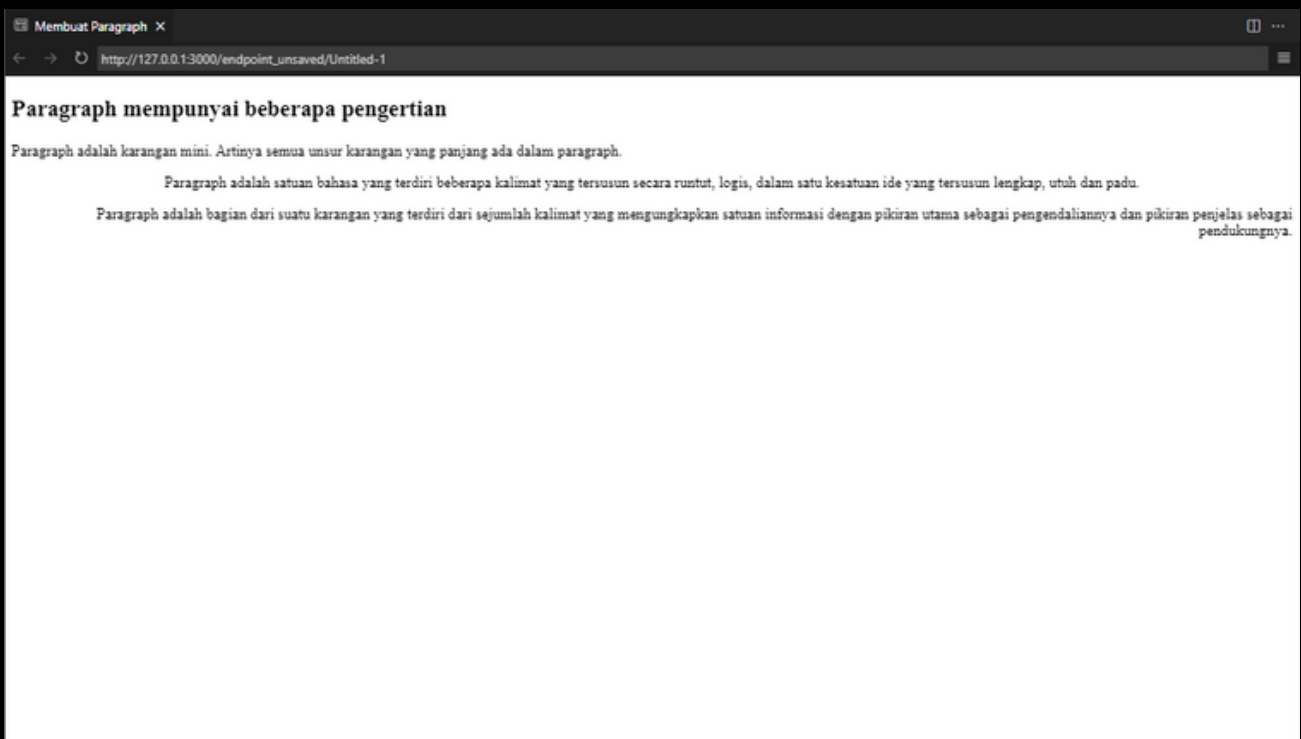 Membuat Paragraph
http://127.0.0.1:3000/endpoint_unsaved/Untitled-1
Paragraph mempunyai beberapa pengertian
Paragraph adalah karangan mini. Artinya semua unsur karangan yang panjang ada dalam paragraph.
Paragraph adalah satuan bahasa yang terdiri beberapa kalimat yang tersusun secara runtut, logis, dalam satu kesatuan ide yang tersusun lengkap, utuh dan padu.
Paragraph adalah bagian dari suatu karangan yang terdiri dari sejumlah kalimat yang mengungkapkan satuan informasi dengan pikiran utama sebagai pengendaliannya dan pikiran penjelas sebagai
pendukungnya.